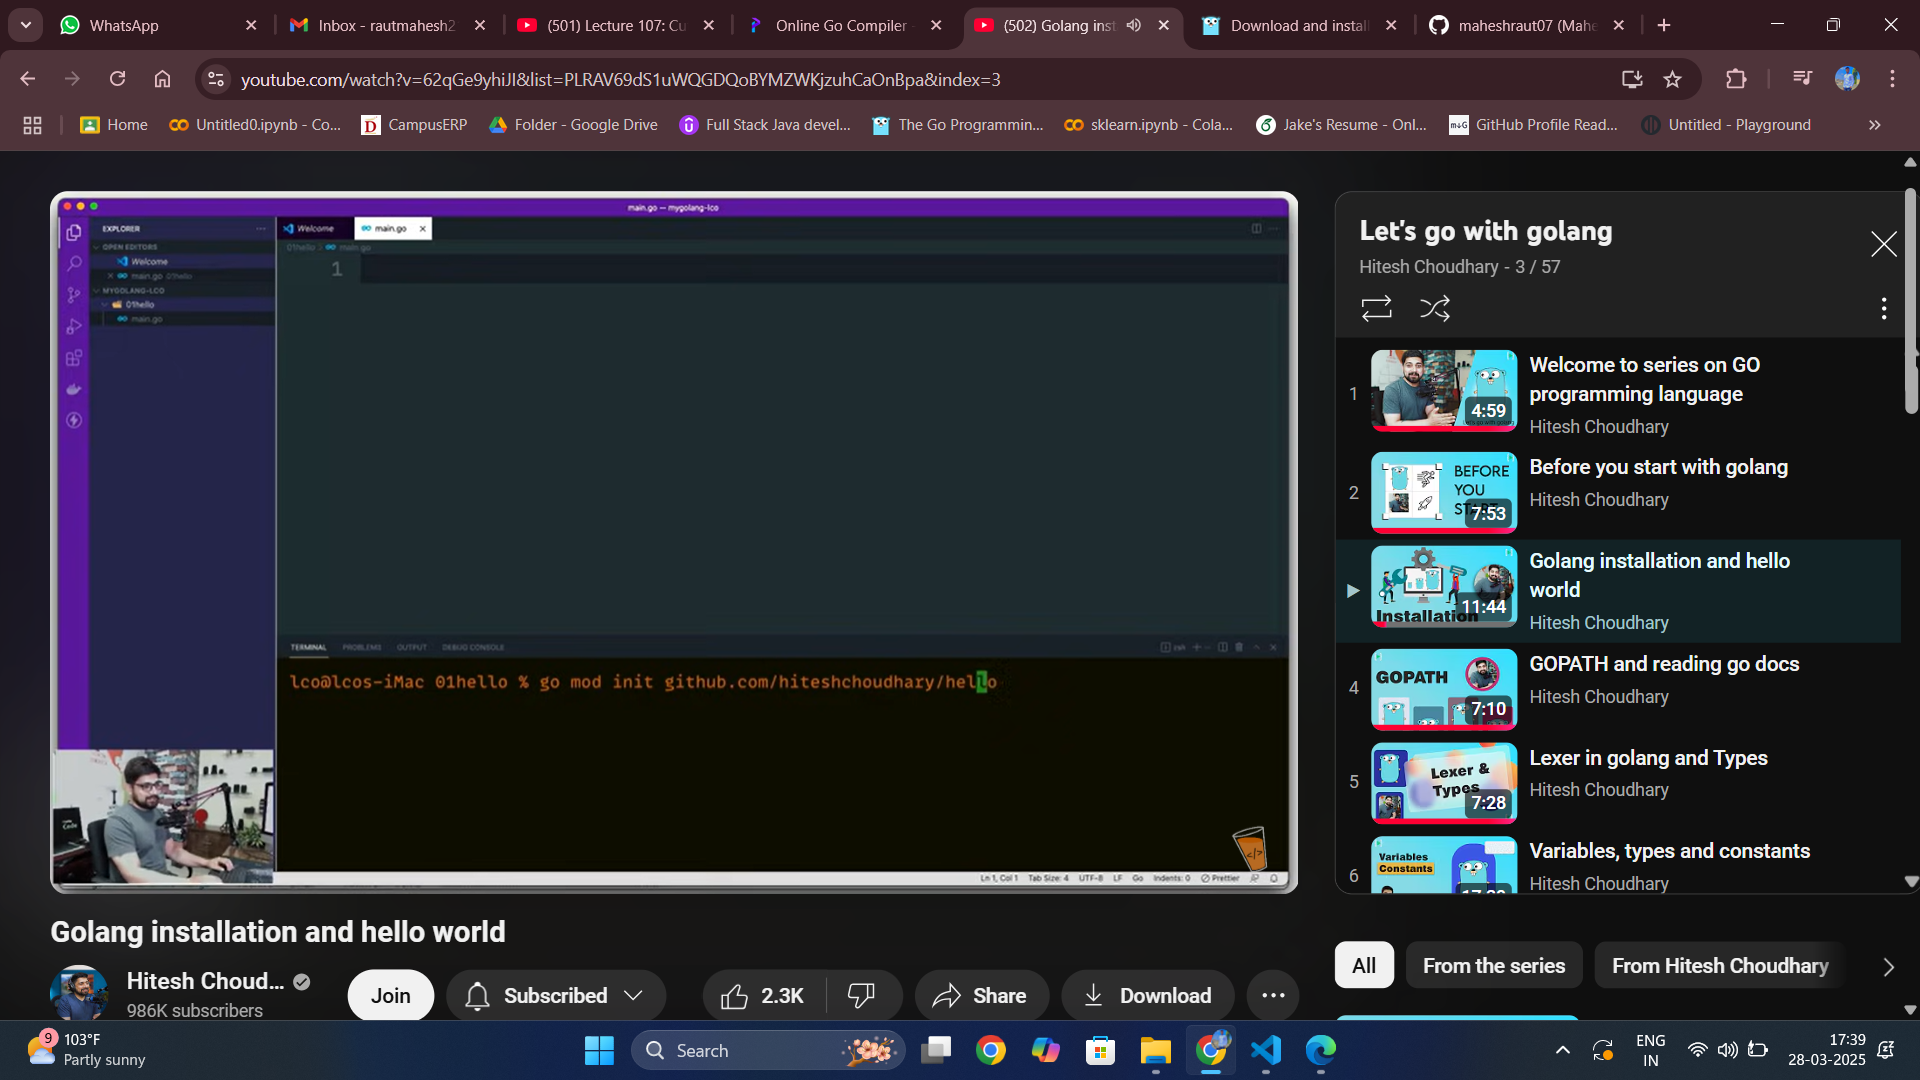 WhatsApp
Inbox - rautmahesh2
(501) Lecture 107: Cu
Online Go Compiler
(502) Golang inst
Download and install
maheshraut07 (Mahe
youtube.com/watch?v=62qGe9yhiJI&list=PLRAV69dS1uWQGDQoBYMZWKjzuhCaOnBpa&index=3
Home
Untitled0.ipynb - Co...
CampusERP
Folder - Google Drive
Full Stack Java devel...
The Go Programmin...
sklearn.ipynb - Cola...
Jake's Resume - Onl...
GitHub Profile Read...
Untitled - Playground
main.go — mygolang-lco
EXPLORER
OPEN EDITORS
Welcome
main.go 01hello
MYGOLANG-LCO
01hello
main.go
Welcome
main.go
01hello > main.go
1
TERMINAL
PROBLEMS
OUTPUT
DEBUG CONSOLE
zsh
lco@lcos-iMac 01hello % go mod init github.com/hiteshchoudhary/hello
Ln 1, Col 1
Tab Size: 4
UTF-8
LF
Go
Indents: 0
Prettier
Golang installation and hello world
Hitesh Choud...
986K subscribers
Join
Subscribed
2.3K
Share
Download
Let's go with golang
Hitesh Choudhary - 3 / 57
1
4:59
Welcome to series on GO
programming language
Hitesh Choudhary
2
BEFORE
YOU
START
7:53
Before you start with golang
Hitesh Choudhary
Installation
11:44
Golang installation and hello
world
Hitesh Choudhary
4
GOPATH
7:10
GOPATH and reading go docs
Hitesh Choudhary
5
Lexer &
Types
7:28
Lexer in golang and Types
Hitesh Choudhary
6
Variables
Constants
Variables, types and constants
Hitesh Choudhary
All
From the series
From Hitesh Choudhary
9
103°F
Partly sunny
Search
ENG
IN
17:39
28-03-2025